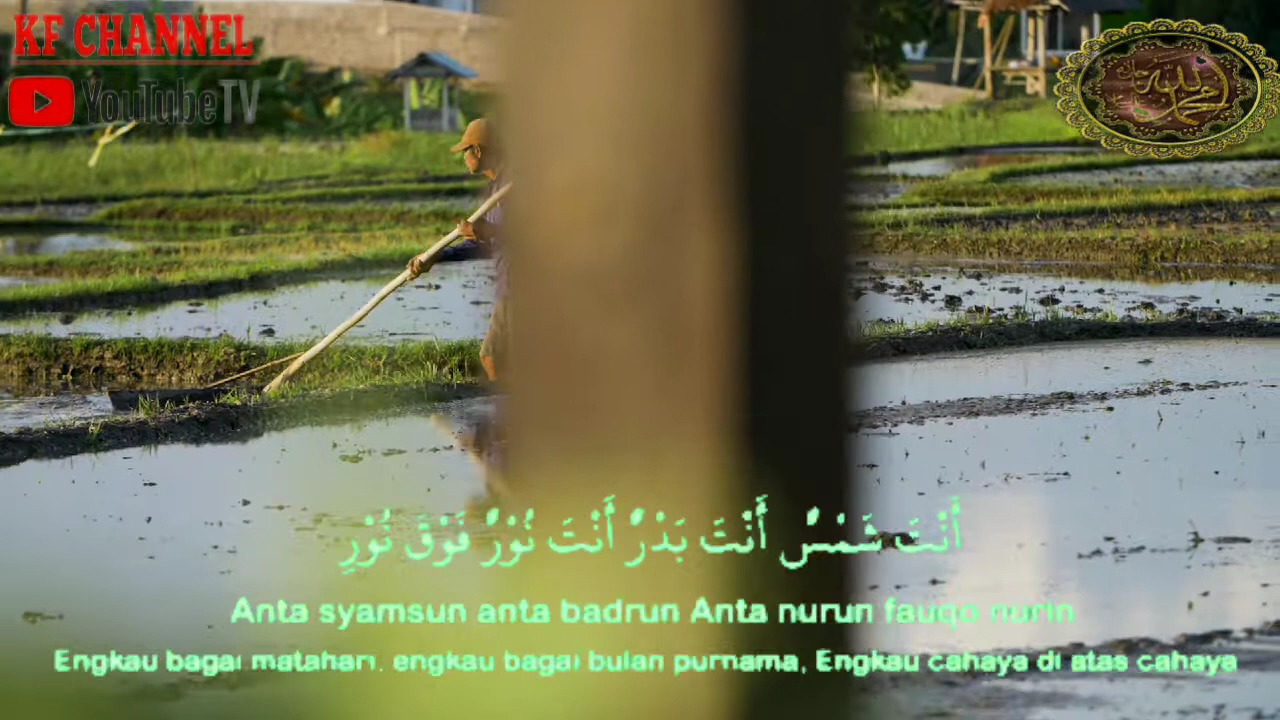 KF CHANNEL
YouTubeTV
أَنْتَ شَمْسٌ أَنْتَ بَدْرٌ أَنْتَ نُوْرٌ فَوْقَ نُوْرِ
Anta syamsun anta badrun Anta nurun fauqo nurin
Engkau bagai matahari, engkau bagai bulan purnama, Engkau cahaya di atas cahaya